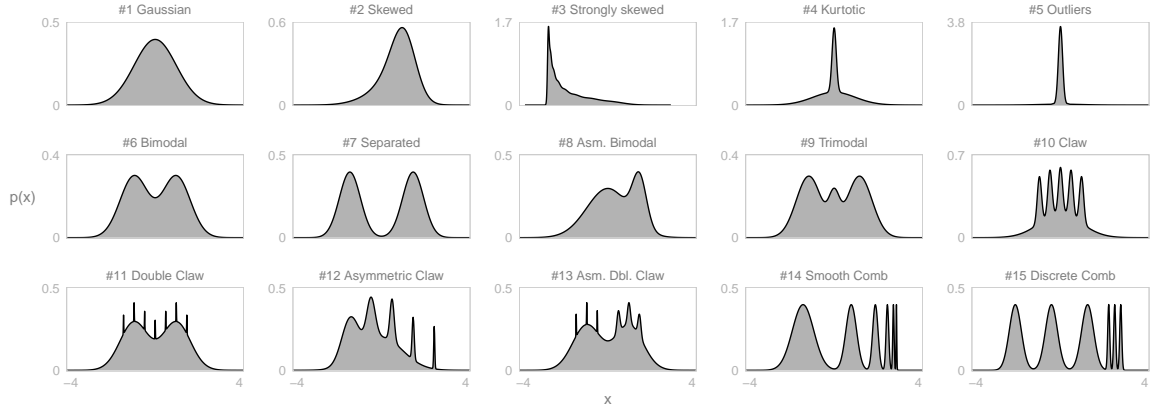 #1 Gaussian #2 Skewed #3 Strongly skewed #4 Kurtotic #5 Outliers
0.5 0.6 1.7 1.7 3.8
0 0 0 0 0
#6 Bimodal #7 Separated #8 Asm. Bimodal #9 Trimodal #10 Claw
0.4 0.5 0.5 0.4 0.7
p(x)
0 0 0 0 0
#11 Double Claw #12 Asymmetric Claw #13 Asm. Dbl. Claw #14 Smooth Comb #15 Discrete Comb
0.5 0.5 0.5 0.5 0.5
0 0 0 0 0
−4 4 −4 4 −4 4 −4 4 −4 4
x